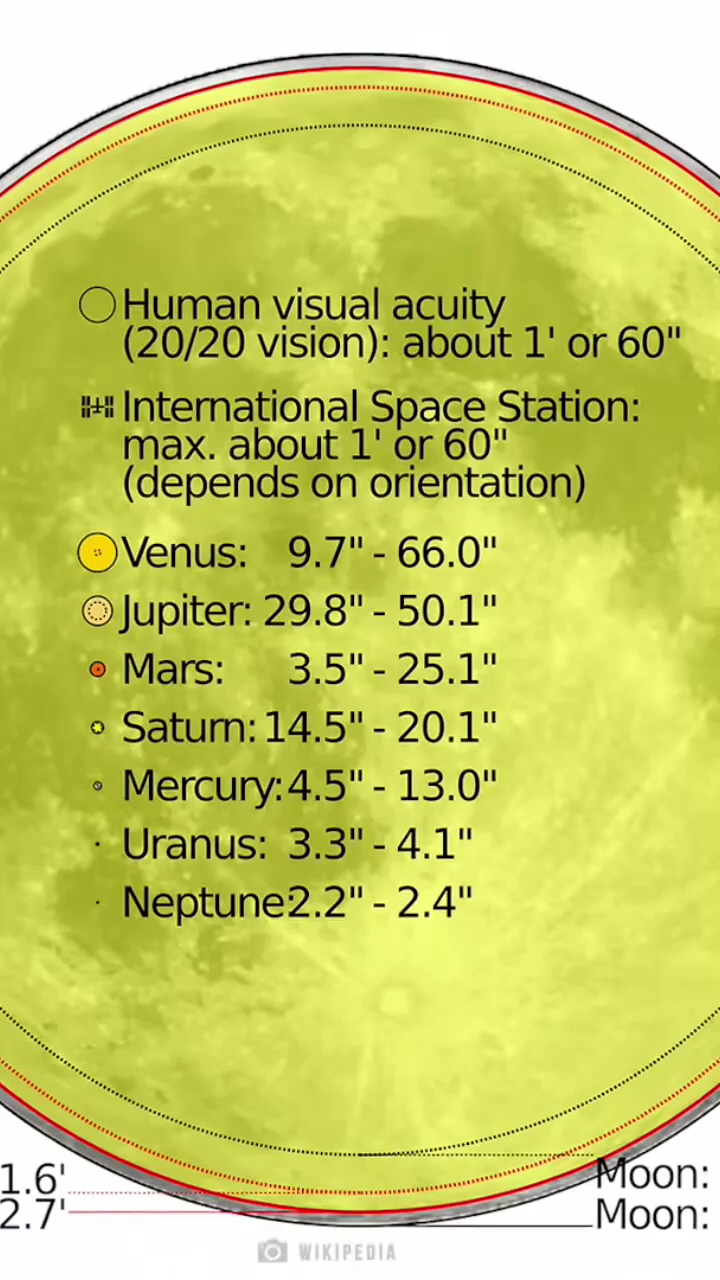 Human visual acuity
(20/20 vision): about 1' or 60"
International Space Station:
max. about 1' or 60"
(depends on orientation)
Venus: 9.7" - 66.0"
Jupiter: 29.8" - 50.1"
Mars: 3.5" - 25.1"
Saturn: 14.5" - 20.1"
Mercury: 4.5" - 13.0"
Uranus: 3.3" - 4.1"
Neptune: 2.2" - 2.4"
1.6' Moon:
2.7' Moon:
WIKIPEDIA